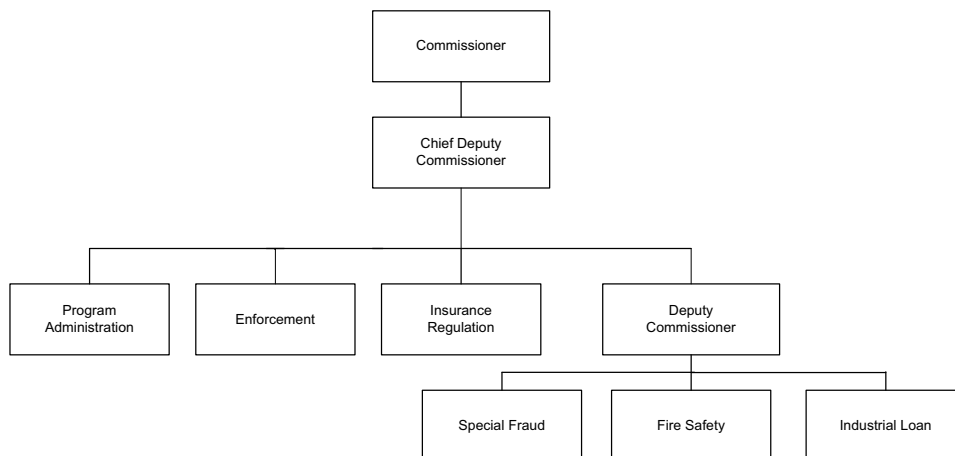 Commissioner
Chief Deputy
Commissioner
Program
Administration
Enforcement
Insurance
Regulation
Deputy
Commissioner
Special Fraud
Fire Safety
Industrial Loan